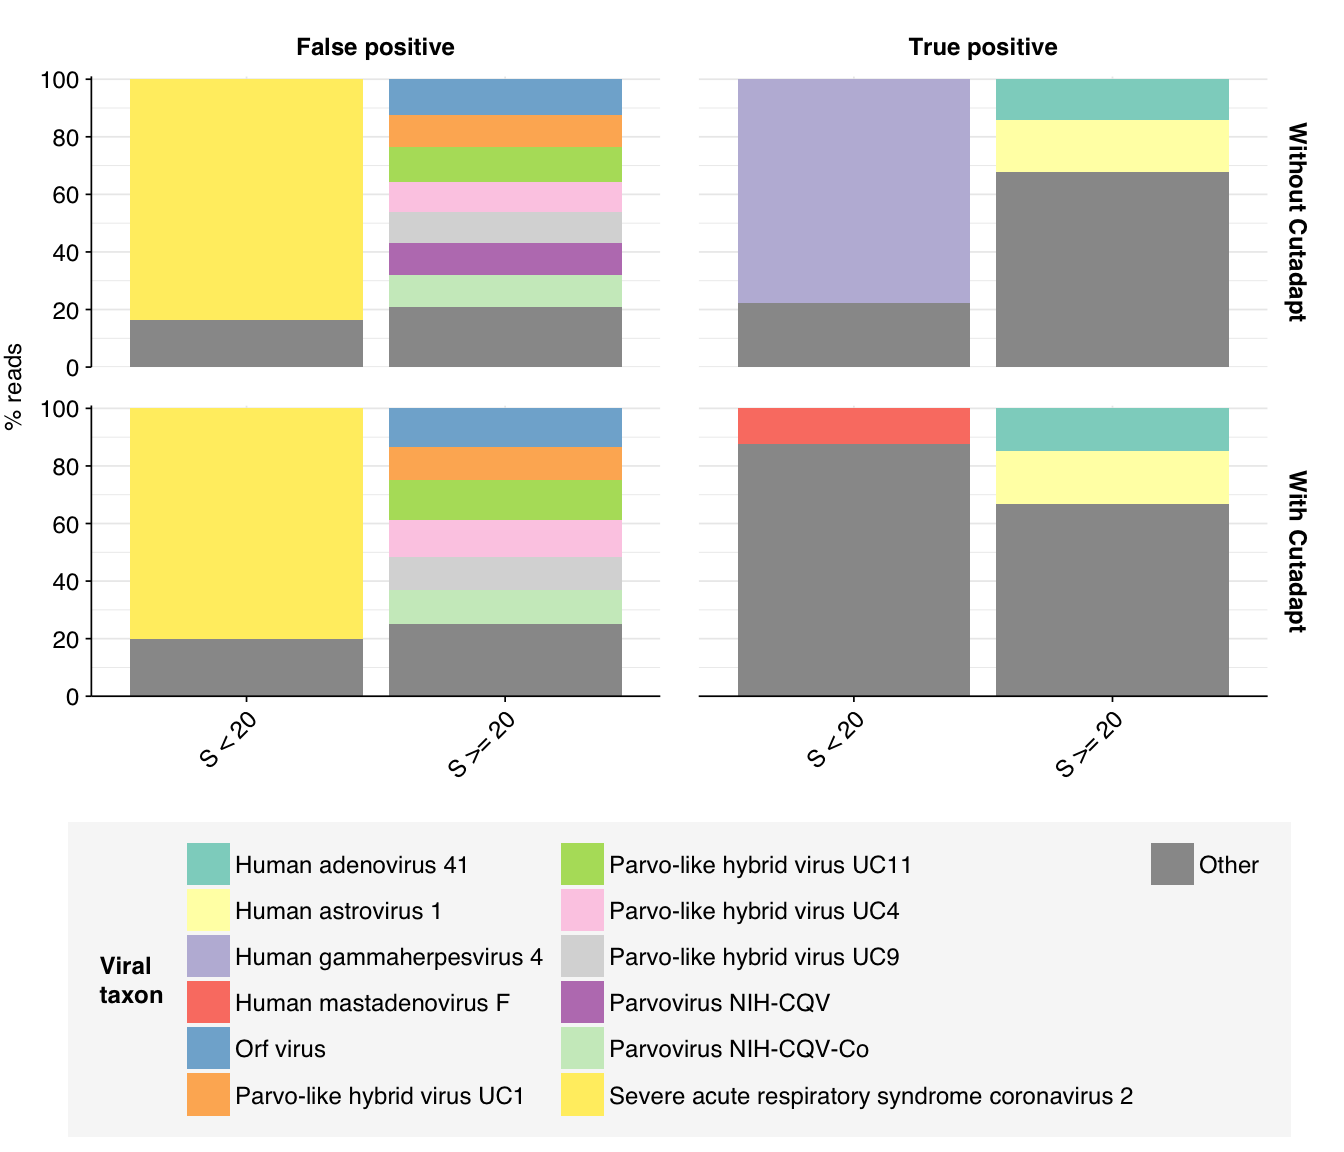 False positive
True positive
100
80
60
40
20
0
Without Cutadapt
% reads
100
80
60
40
20
0
With Cutadapt
S < 20
S >= 20
S < 20
S >= 20
Viral
taxon
Human adenovirus 41
Human astrovirus 1
Human gammaherpesvirus 4
Human mastadenovirus F
Orf virus
Parvo-like hybrid virus UC1
Parvo-like hybrid virus UC11
Parvo-like hybrid virus UC4
Parvo-like hybrid virus UC9
Parvovirus NIH-CQV
Parvovirus NIH-CQV-Co
Severe acute respiratory syndrome coronavirus 2
Other